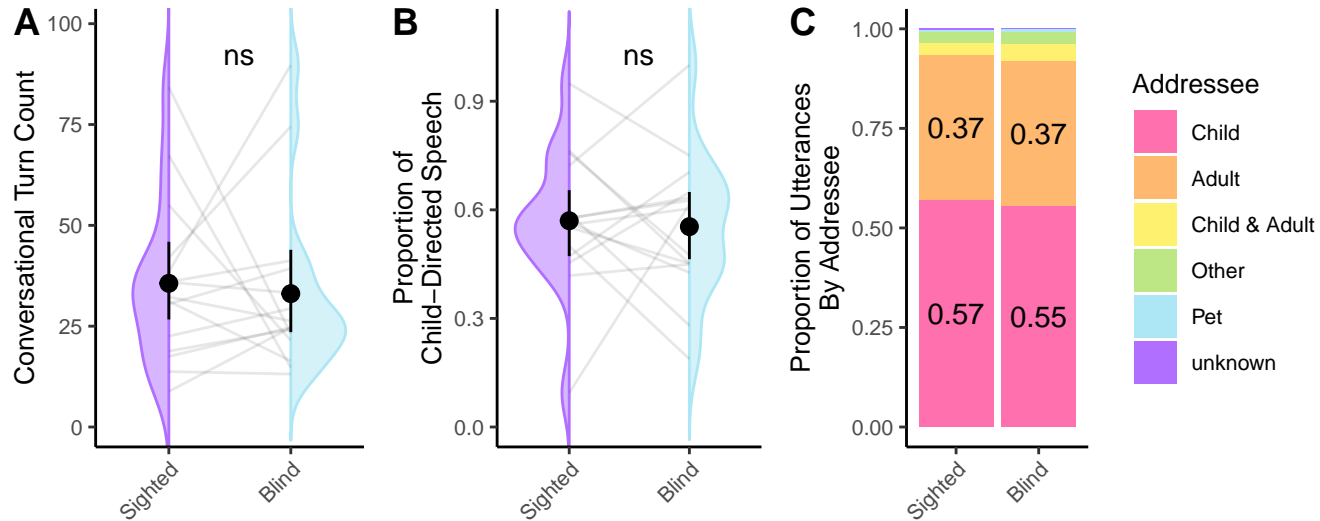 A
Conversational Turn Count
100
75
50
25
0
ns
Sighted
Blind
B
Proportion of
Child–Directed Speech
0.9
0.6
0.3
0.0
ns
Sighted
Blind
C
Proportion of Utterances
By Addressee
1.00
0.75
0.50
0.25
0.00
0.37
0.37
0.57
0.55
Sighted
Blind
Addressee
Child
Adult
Child & Adult
Other
Pet
unknown